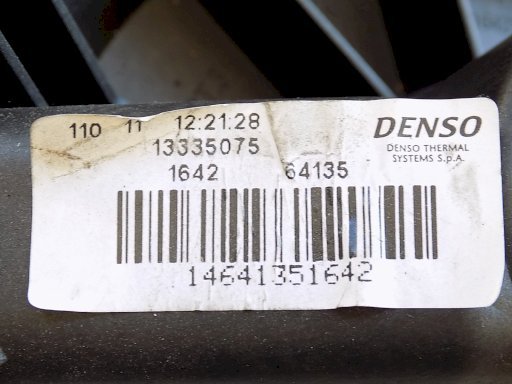 110 11 12:21:28
13335075
1642 64135
DENSO
DENSO THERMAL
SYSTEMS S.p.A.
14641351642